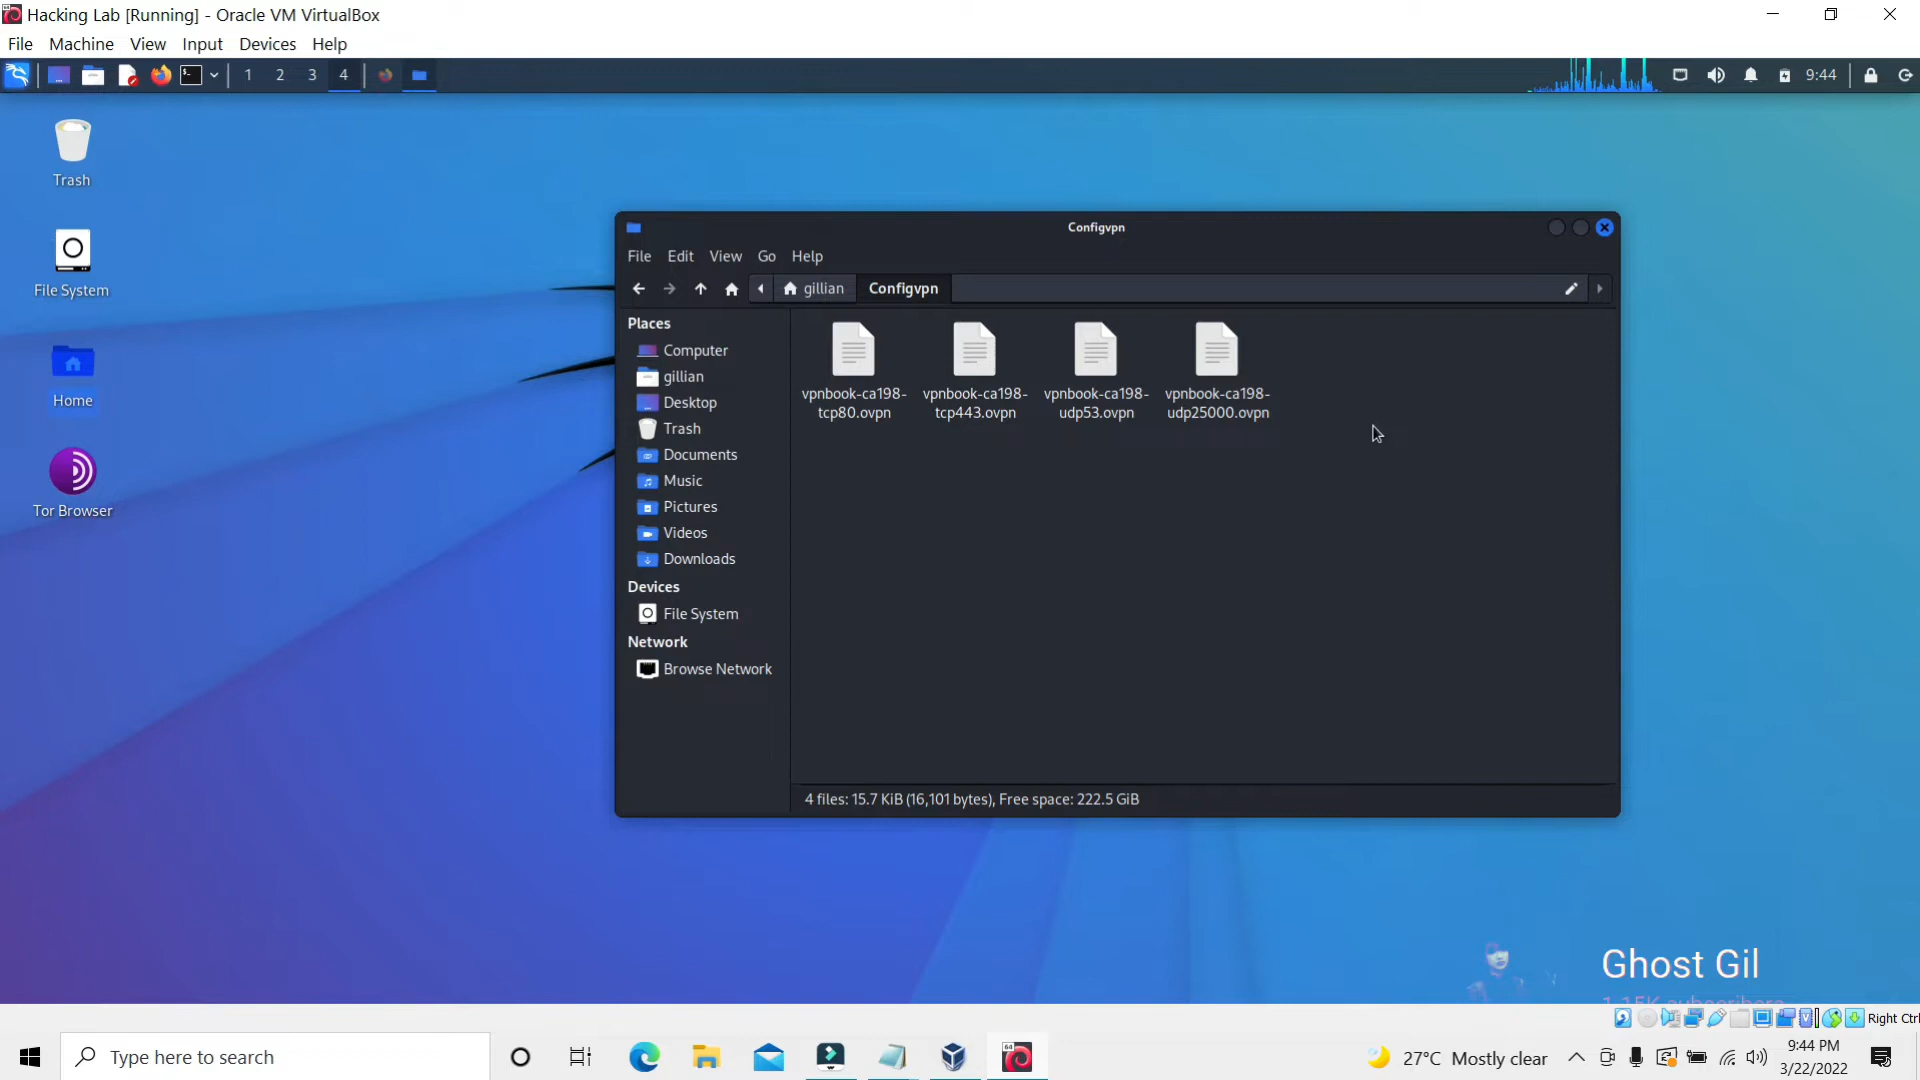 Hacking Lab [Running] - Oracle VM VirtualBox
File Machine View Input Devices Help
1 2 3 4 9:44
Trash
File System
Home
Tor Browser
Configvpn
File Edit View Go Help
gillian Configvpn
Places
Computer
gillian
Desktop
Trash
Documents
Music
Pictures
Videos
Downloads
Devices
File System
Network
Browse Network
vpnbook-ca198-
tcp80.ovpn
vpnbook-ca198-
tcp443.ovpn
vpnbook-ca198-
udp53.ovpn
vpnbook-ca198-
udp25000.ovpn
4 files: 15.7 KiB (16,101 bytes), Free space: 222.5 GiB
Ghost Gil
1.15K subscribers
Right Ctrl
Type here to search
64
27°C Mostly clear
9:44 PM
3/22/2022